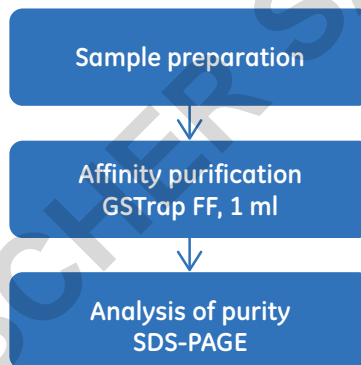 Sample preparation
Affinity purification
GSTrap FF, 1 ml
Analysis of purity
SDS-PAGE